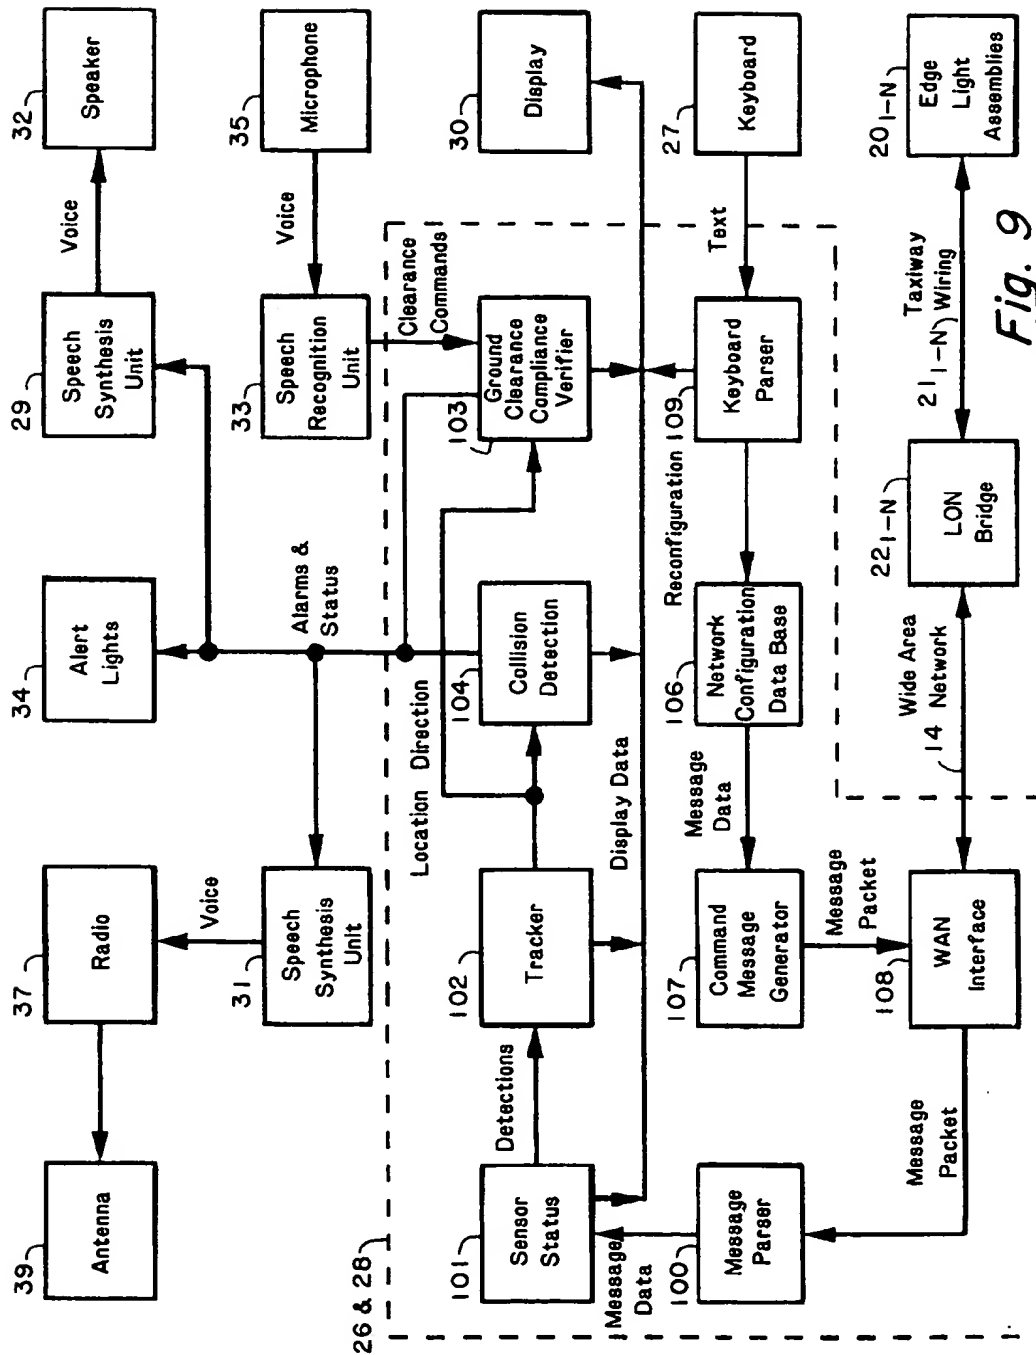 32
Speaker
Voice
29
Speech
Synthesis
Unit
35
Microphone
Voice
33
Speech
Recognition
Unit
Clearance
Commands
30
Display
27
Keyboard
Text
20 1-N
Edge
Light
Assemblies
Taxiway
21 1-N Wiring
Fig. 9
34
Alert
Lights
Alarms &
Status
103
Ground
Clearance
Compliance
Verifier
109
Keyboard
Parser
Reconfiguration
22 1-N
LON
Bridge
Location Direction
104
Collision
Detection
Display Data
106
Network
Configuration
Data Base
Wide Area
14 Network
37
Radio
Voice
31
Speech
Synthesis
Unit
102
Tracker
Message
Data
107
Command
Message
Generator
Message
Packet
108
WAN
Interface
39
Antenna
26 & 28
Detections
101
Sensor
Status
Message
Data
100
Message
Parser
Message
Packet